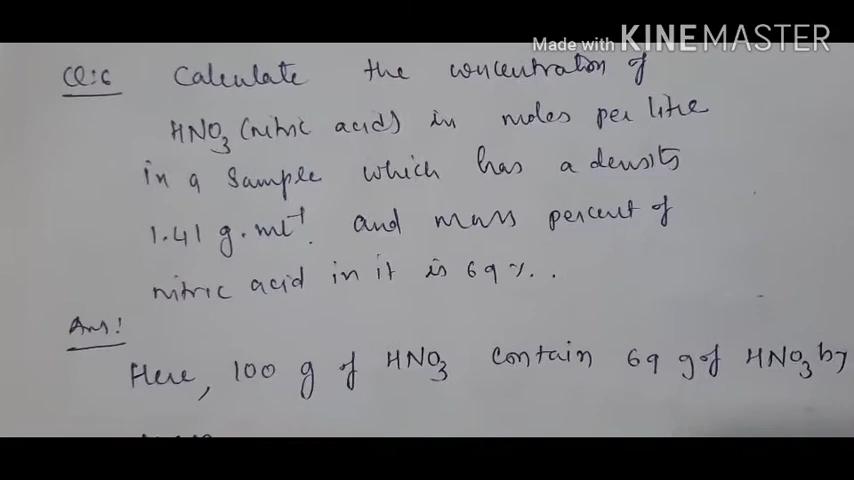 Made with KINEMASTER
Q:6 Calculate the concentration of
HNO3 (nitric acid) in moles per litre
in a sample which has a density
1.41 g.ml⁻¹ and mass percent of
nitric acid in it is 69%.
Ans!
Here, 100 g of HNO3 contain 69 g of HNO3 by